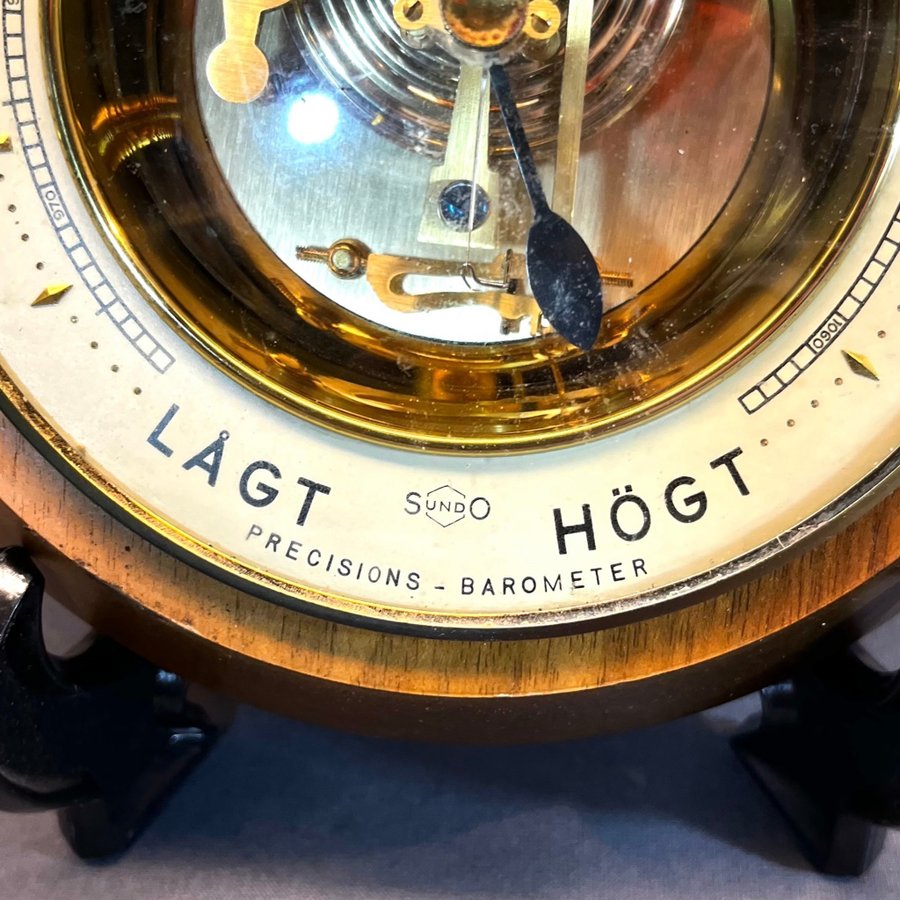 970
1060
LÅGT
SUNDO
HÖGT
PRECISIONS - BAROMETER